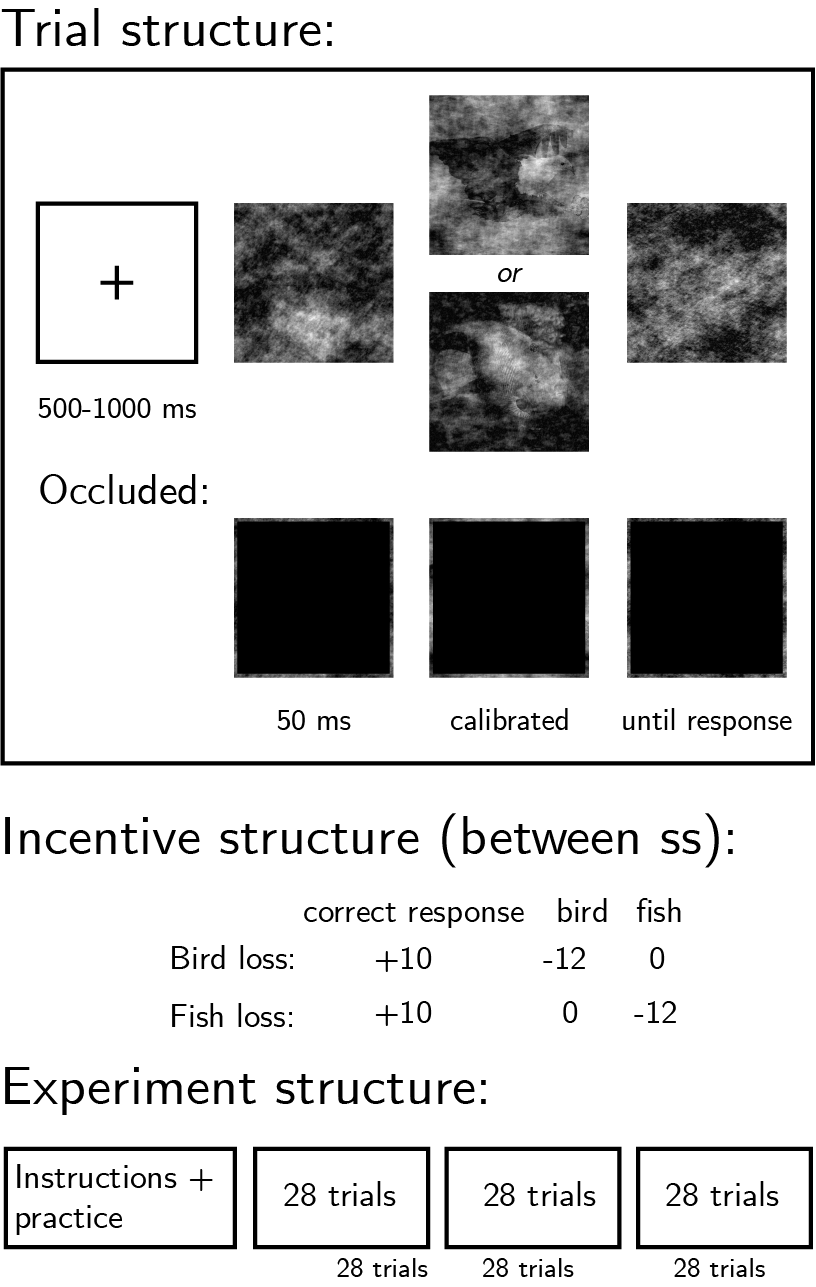 Trial structure:
+
or
500-1000 ms
Occluded:
50 ms calibrated until response
Incentive structure (between ss):
correct response bird fish
Bird loss: +10 -12 0
Fish loss: +10 0 -12
Experiment structure:
Instructions +
practice
28 trials 28 trials 28 trials
28 trials 28 trials 28 trials